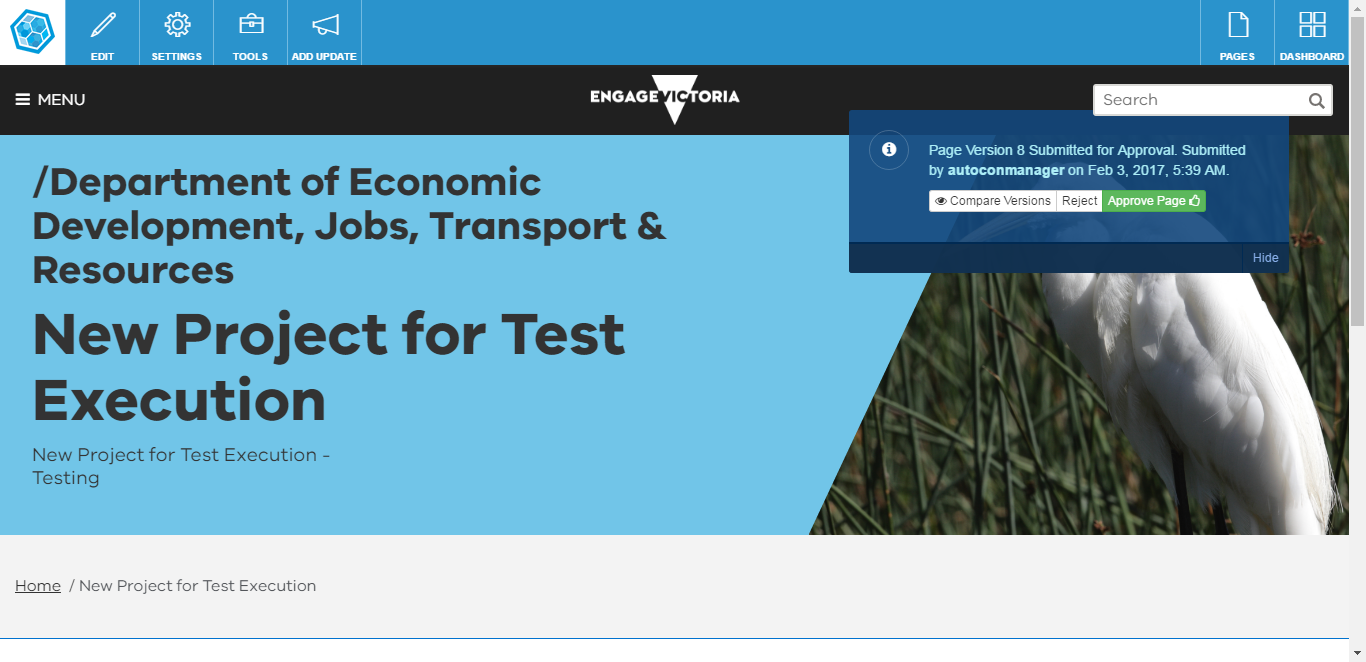 EDIT
SETTINGS
TOOLS
ADD UPDATE
PAGES
DASHBOARD
MENU
ENGAGEVICTORIA
Search
Page Version 8 Submitted for Approval. Submitted
by autoconmanager on Feb 3, 2017, 5:39 AM.
Compare Versions
Reject
Approve Page
Hide
/Department of Economic
Development, Jobs, Transport &
Resources
New Project for Test
Execution
New Project for Test Execution -
Testing
Home / New Project for Test Execution